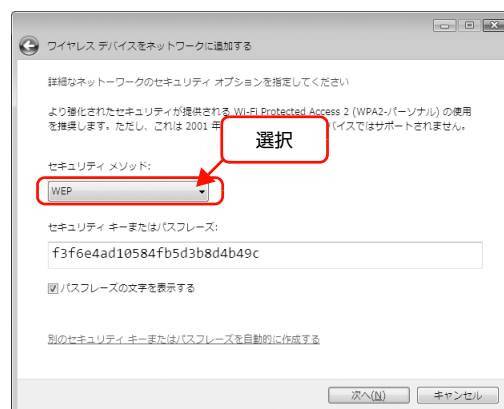 ワイヤレス デバイスをネットワークに追加する
詳細なネットーワークのセキュリティ オプションを指定してください
より強化されたセキュリティが提供される Wi-Fi Protected Access 2 (WPA2-パーソナル) の使用
を推奨します。ただし、これは 2001 年 バイスではサポートされません。
選択
セキュリティ メソッド:
WEP
セキュリティ キーまたはパスフレーズ:
f3f6e4ad10584fb5d3b8d4b49c
パスフレーズの文字を表示する
別のセキュリティ キーまたはパスフレーズを自動的に作成する
次へ(N)
キャンセル